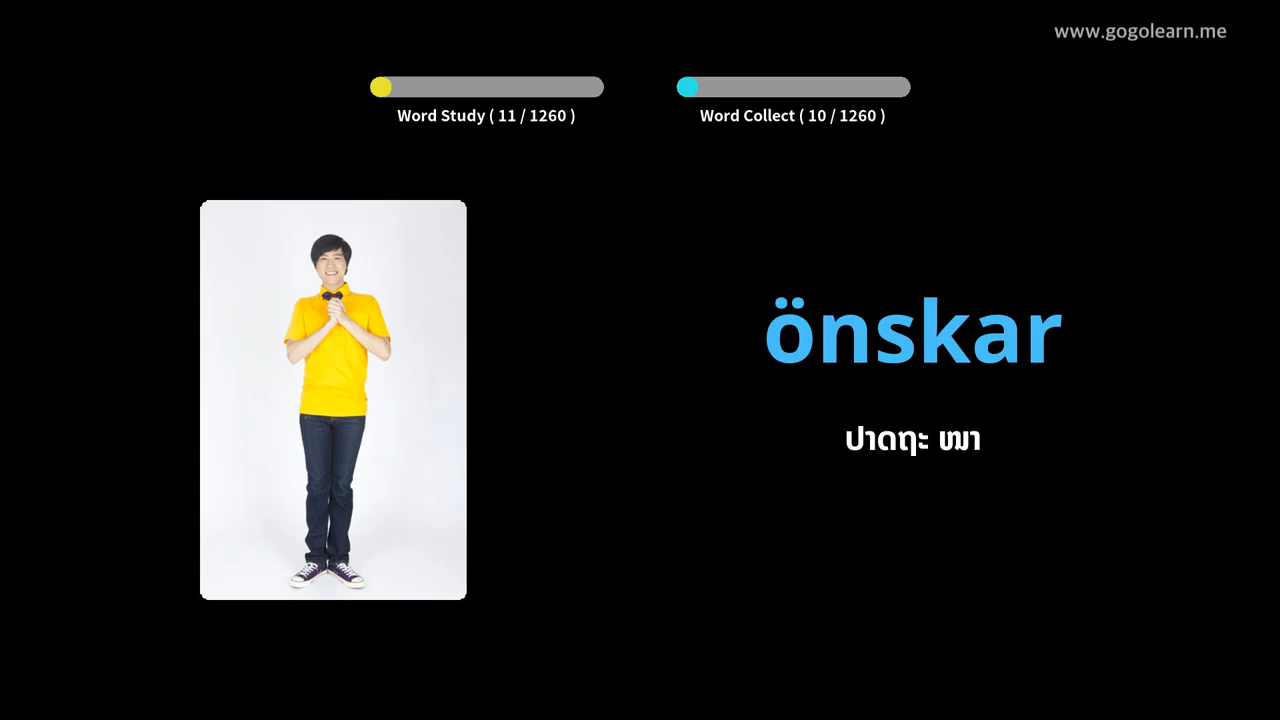 www.gogolearn.me
Word Study ( 11 / 1260 )
Word Collect ( 10 / 1260 )
önskar
ປາດຖະ ໜາ